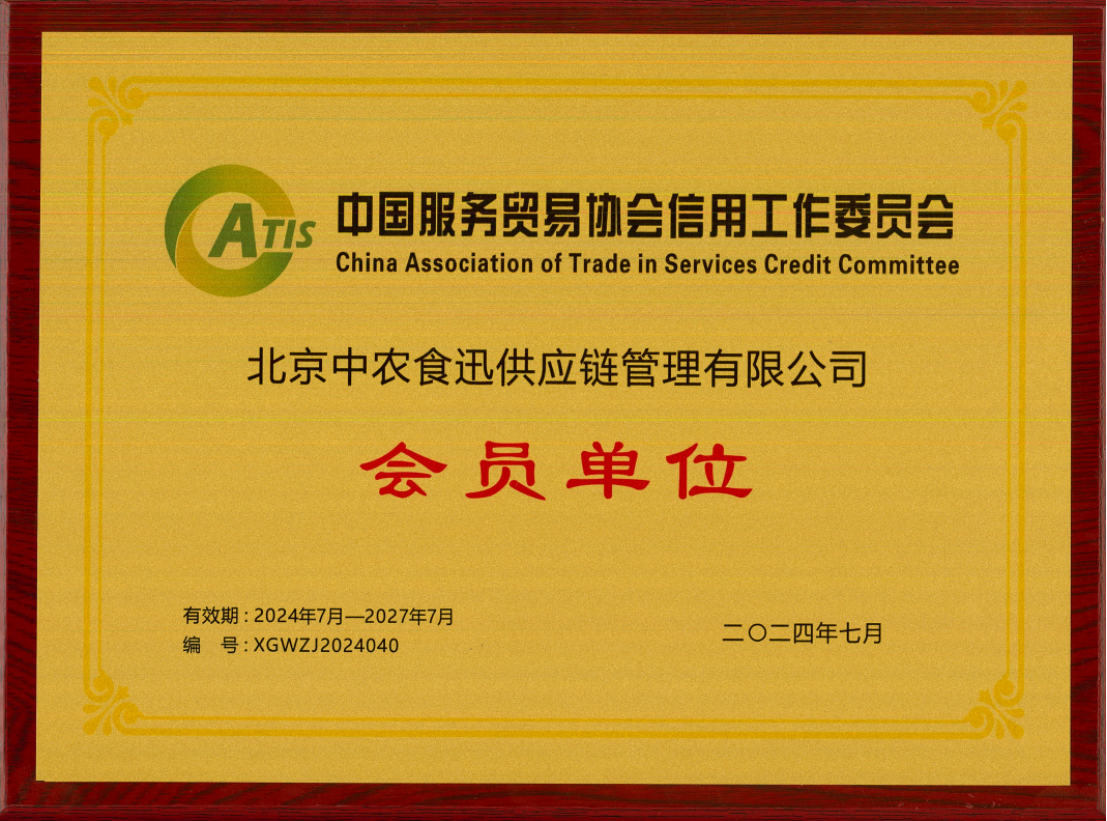 ATIS
中国服务贸易协会信用工作委员会
China Association of Trade in Services Credit Committee
北京中农食迅供应链管理有限公司
会员单位
有效期：2024年7月—2027年7月
编　号：XGWZJ2024040
二〇二四年七月